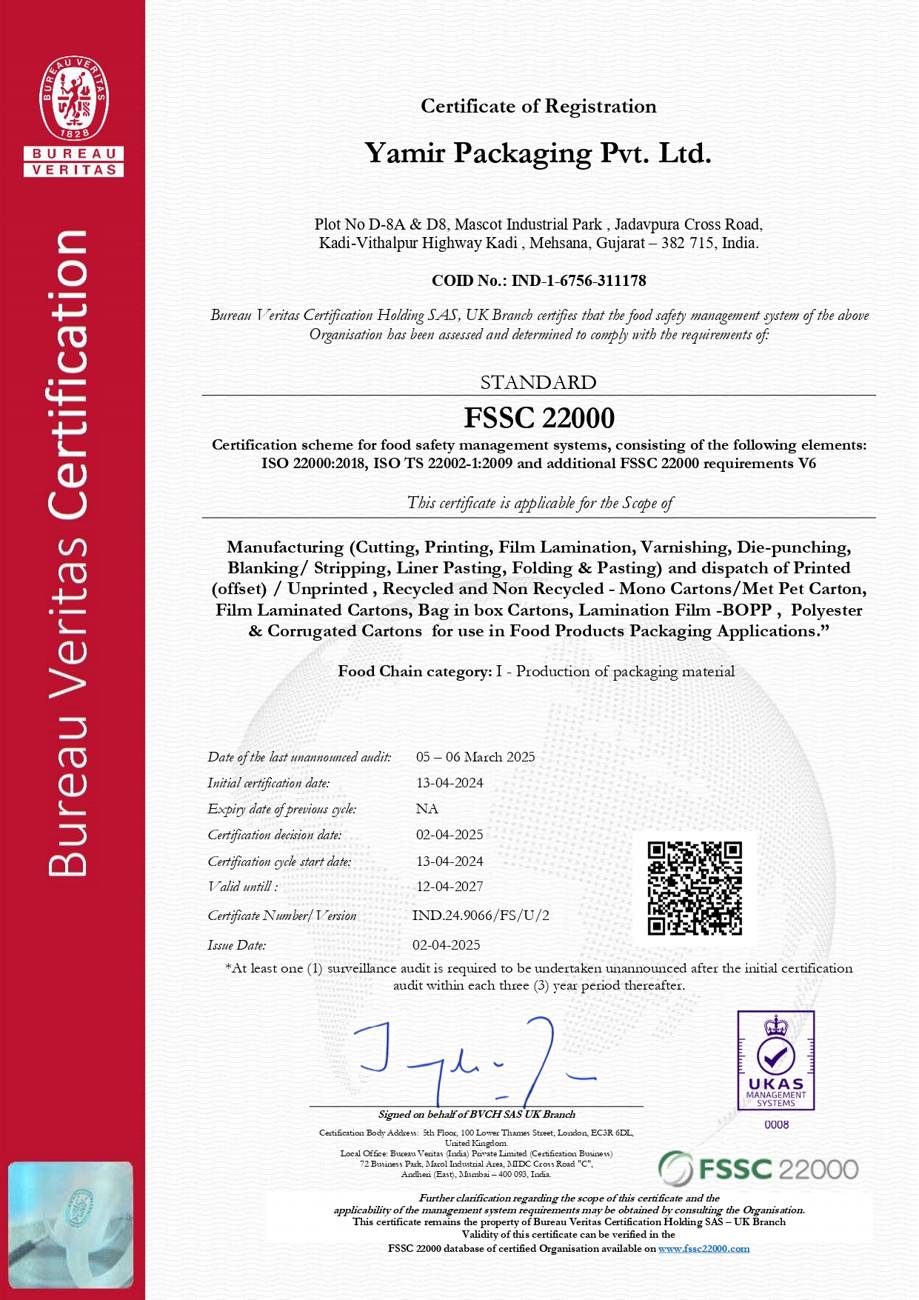 BUREAU VERITAS
1828
BUREAU
VERITAS
Bureau Veritas Certification
Certificate of Registration
Yamir Packaging Pvt. Ltd.
Plot No D-8A & D8, Mascot Industrial Park , Jadavpura Cross Road,
Kadi-Vithalpur Highway Kadi , Mehsana, Gujarat – 382 715, India.
COID No.: IND-1-6756-311178
Bureau Veritas Certification Holding SAS, UK Branch certifies that the food safety management system of the above
Organisation has been assessed and determined to comply with the requirements of:
STANDARD
FSSC 22000
Certification scheme for food safety management systems, consisting of the following elements:
ISO 22000:2018, ISO TS 22002-1:2009 and additional FSSC 22000 requirements V6
This certificate is applicable for the Scope of
Manufacturing (Cutting, Printing, Film Lamination, Varnishing, Die-punching,
Blanking/ Stripping, Liner Pasting, Folding & Pasting) and dispatch of Printed
(offset) / Unprinted , Recycled and Non Recycled - Mono Cartons/Met Pet Carton,
Film Laminated Cartons, Bag in box Cartons, Lamination Film -BOPP , Polyester
& Corrugated Cartons for use in Food Products Packaging Applications.”
Food Chain category: I - Production of packaging material
Date of the last unannounced audit: 05 – 06 March 2025
Initial certification date: 13-04-2024
Expiry date of previous cycle: NA
Certification decision date: 02-04-2025
Certification cycle start date: 13-04-2024
Valid untill : 12-04-2027
Certificate Number/Version IND.24.9066/FS/U/2
Issue Date: 02-04-2025
*At least one (1) surveillance audit is required to be undertaken unannounced after the initial certification
audit within each three (3) year period thereafter.
Signed on behalf of BVCH SAS UK Branch
Certification Body Address: 5th Floor, 100 Lower Thames Street, London, EC3R 6DL,
United Kingdom.
Local Office: Bureau Veritas (India) Private Limited (Certification Business)
72 Business Park, Marol Industrial Area, MIDC Cross Road "C",
Andheri (East), Mumbai – 400 093, India.
UKAS
MANAGEMENT
SYSTEMS
0008
FSSC 22000
Further clarification regarding the scope of this certificate and the
applicability of the management system requirements may be obtained by consulting the Organisation.
This certificate remains the property of Bureau Veritas Certification Holding SAS – UK Branch
Validity of this certificate can be verified in the
FSSC 22000 database of certified Organisation available on www.fssc22000.com